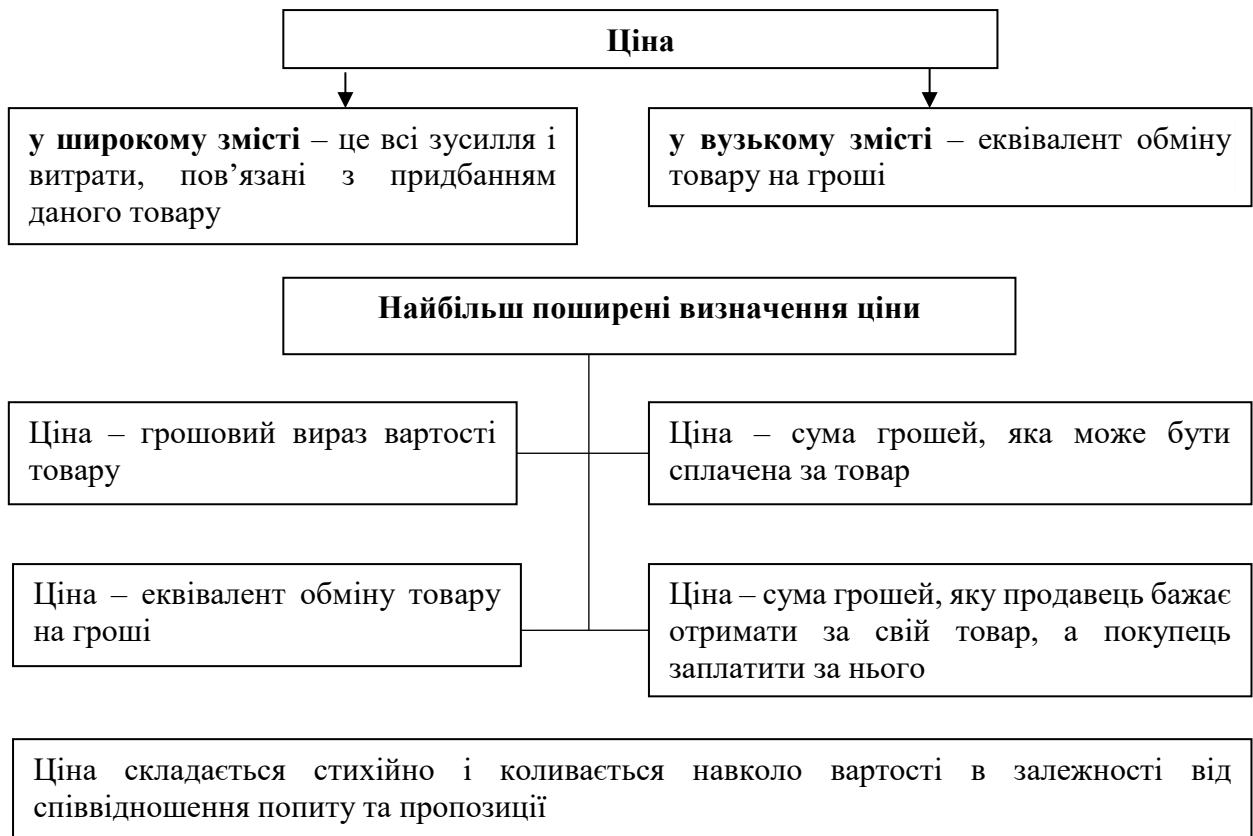 Ціна
у широкому змісті – це всі зусилля і
витрати, пов’язані з придбанням
даного товару
у вузькому змісті – еквівалент обміну
товару на гроші
Найбільш поширені визначення ціни
Ціна – грошовий вираз вартості
товару
Ціна – сума грошей, яка може бути
сплачена за товар
Ціна – еквівалент обміну товару
на гроші
Ціна – сума грошей, яку продавець бажає
отримати за свій товар, а покупець
заплатити за нього
Ціна складається стихійно і коливається навколо вартості в залежності від
співвідношення попиту та пропозиції